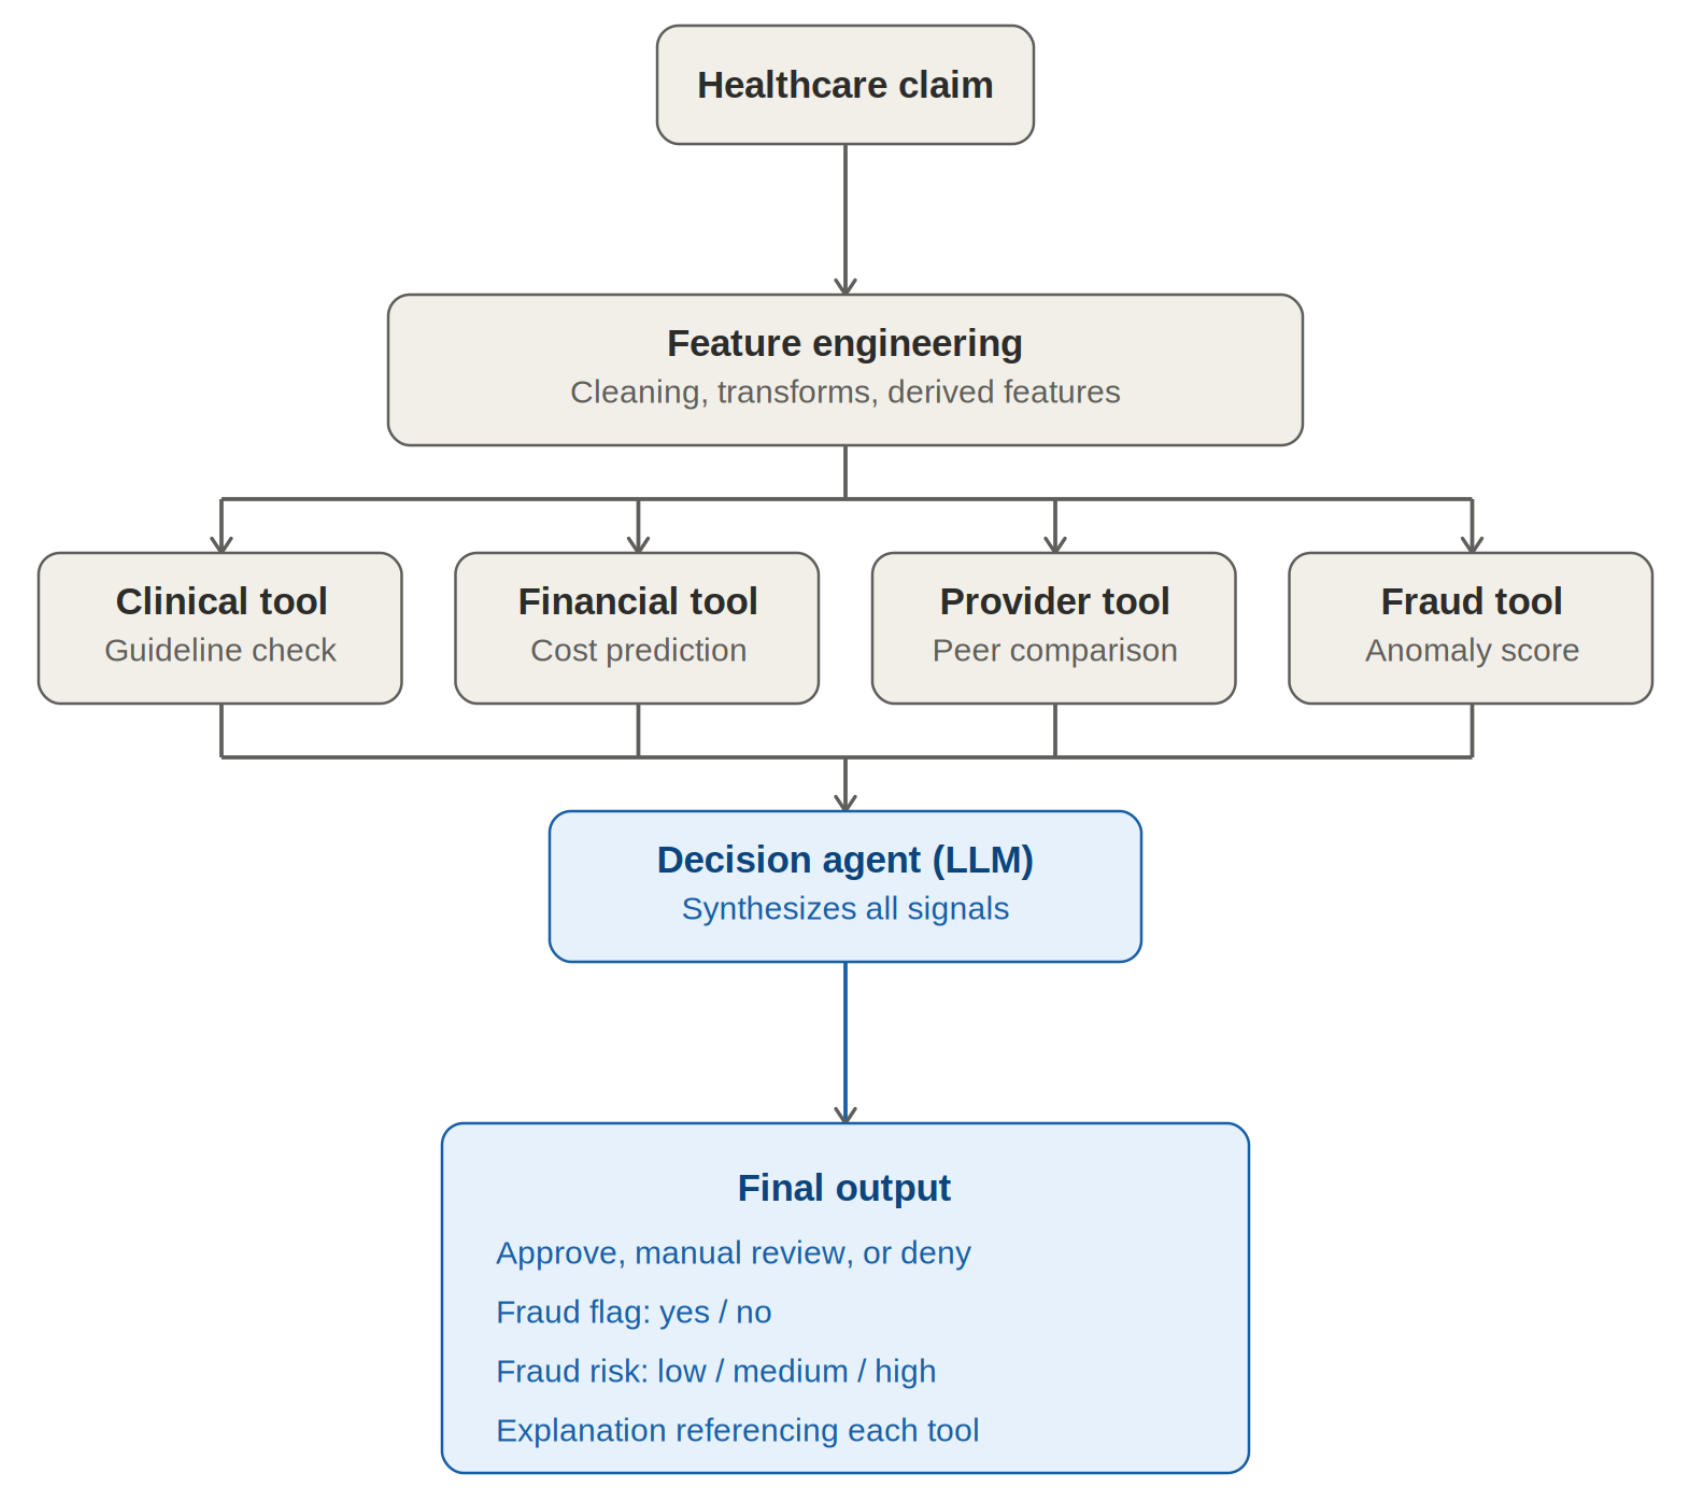 Healthcare claim
Feature engineering
Cleaning, transforms, derived features
Clinical tool
Guideline check
Financial tool
Cost prediction
Provider tool
Peer comparison
Fraud tool
Anomaly score
Decision agent (LLM)
Synthesizes all signals
Final output
Approve, manual review, or deny
Fraud flag: yes / no
Fraud risk: low / medium / high
Explanation referencing each tool